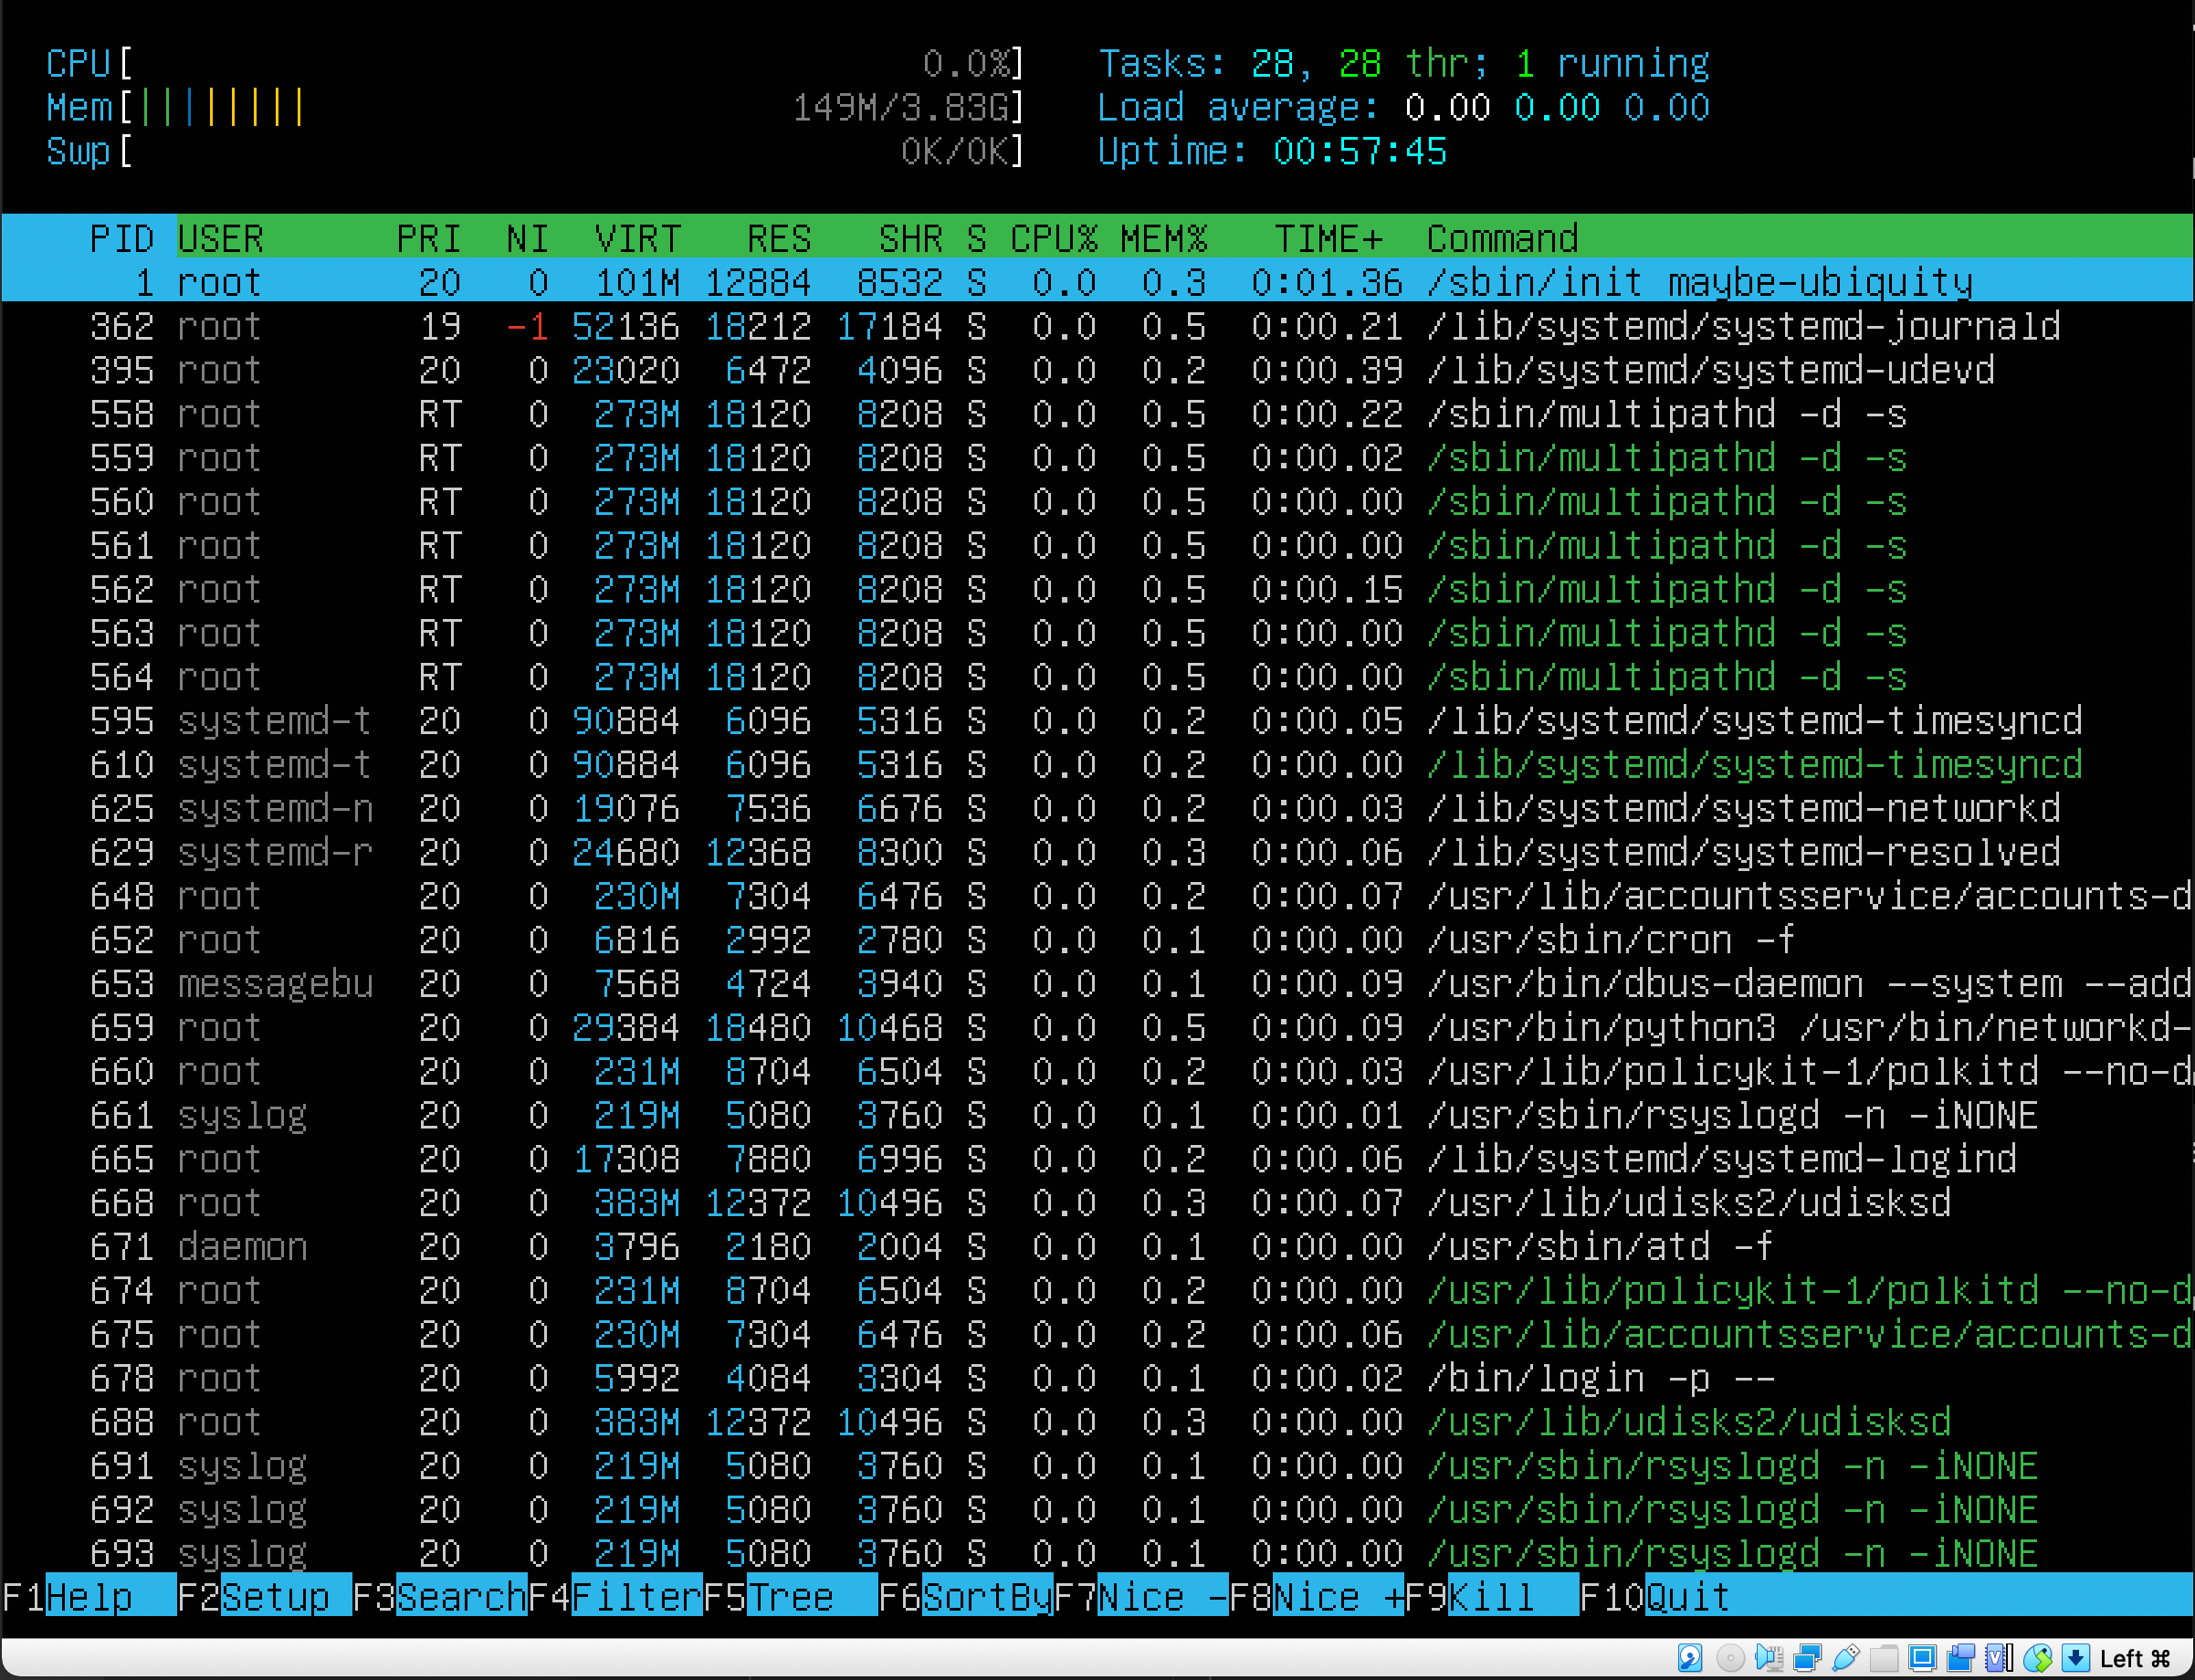 CPU[ 0.0%] Tasks: 28, 28 thr; 1 running
Mem[|||||||| 149M/3.83G] Load average: 0.00 0.00 0.00
Swp[ 0K/0K] Uptime: 00:57:45
PID USER PRI NI VIRT RES SHR S CPU% MEM% TIME+ Command
1 root 20 0 101M 12884 8532 S 0.0 0.3 0:01.36 /sbin/init maybe-ubiquity
362 root 19 -1 52136 18212 17184 S 0.0 0.5 0:00.21 /lib/systemd/systemd-journald
395 root 20 0 23020 6472 4096 S 0.0 0.2 0:00.39 /lib/systemd/systemd-udevd
558 root RT 0 273M 18120 8208 S 0.0 0.5 0:00.22 /sbin/multipathd -d -s
559 root RT 0 273M 18120 8208 S 0.0 0.5 0:00.02 /sbin/multipathd -d -s
560 root RT 0 273M 18120 8208 S 0.0 0.5 0:00.00 /sbin/multipathd -d -s
561 root RT 0 273M 18120 8208 S 0.0 0.5 0:00.00 /sbin/multipathd -d -s
562 root RT 0 273M 18120 8208 S 0.0 0.5 0:00.15 /sbin/multipathd -d -s
563 root RT 0 273M 18120 8208 S 0.0 0.5 0:00.00 /sbin/multipathd -d -s
564 root RT 0 273M 18120 8208 S 0.0 0.5 0:00.00 /sbin/multipathd -d -s
595 systemd-t 20 0 90884 6096 5316 S 0.0 0.2 0:00.05 /lib/systemd/systemd-timesyncd
610 systemd-t 20 0 90884 6096 5316 S 0.0 0.2 0:00.00 /lib/systemd/systemd-timesyncd
625 systemd-n 20 0 19076 7536 6676 S 0.0 0.2 0:00.03 /lib/systemd/systemd-networkd
629 systemd-r 20 0 24680 12368 8300 S 0.0 0.3 0:00.06 /lib/systemd/systemd-resolved
648 root 20 0 230M 7304 6476 S 0.0 0.2 0:00.07 /usr/lib/accountsservice/accounts-d
652 root 20 0 6816 2992 2780 S 0.0 0.1 0:00.00 /usr/sbin/cron -f
653 messagebu 20 0 7568 4724 3940 S 0.0 0.1 0:00.09 /usr/bin/dbus-daemon --system --add
659 root 20 0 29384 18480 10468 S 0.0 0.5 0:00.09 /usr/bin/python3 /usr/bin/networkd-
660 root 20 0 231M 8704 6504 S 0.0 0.2 0:00.03 /usr/lib/policykit-1/polkitd --no-d
661 syslog 20 0 219M 5080 3760 S 0.0 0.1 0:00.01 /usr/sbin/rsyslogd -n -iNONE
665 root 20 0 17308 7880 6996 S 0.0 0.2 0:00.06 /lib/systemd/systemd-logind
668 root 20 0 383M 12372 10496 S 0.0 0.3 0:00.07 /usr/lib/udisks2/udisksd
671 daemon 20 0 3796 2180 2004 S 0.0 0.1 0:00.00 /usr/sbin/atd -f
674 root 20 0 231M 8704 6504 S 0.0 0.2 0:00.00 /usr/lib/policykit-1/polkitd --no-d
675 root 20 0 230M 7304 6476 S 0.0 0.2 0:00.06 /usr/lib/accountsservice/accounts-d
678 root 20 0 5992 4084 3304 S 0.0 0.1 0:00.02 /bin/login -p --
688 root 20 0 383M 12372 10496 S 0.0 0.3 0:00.00 /usr/lib/udisks2/udisksd
691 syslog 20 0 219M 5080 3760 S 0.0 0.1 0:00.00 /usr/sbin/rsyslogd -n -iNONE
692 syslog 20 0 219M 5080 3760 S 0.0 0.1 0:00.00 /usr/sbin/rsyslogd -n -iNONE
693 syslog 20 0 219M 5080 3760 S 0.0 0.1 0:00.00 /usr/sbin/rsyslogd -n -iNONE
F1Help F2Setup F3SearchF4FilterF5Tree F6SortByF7Nice -F8Nice +F9Kill F10Quit
Left ⌘